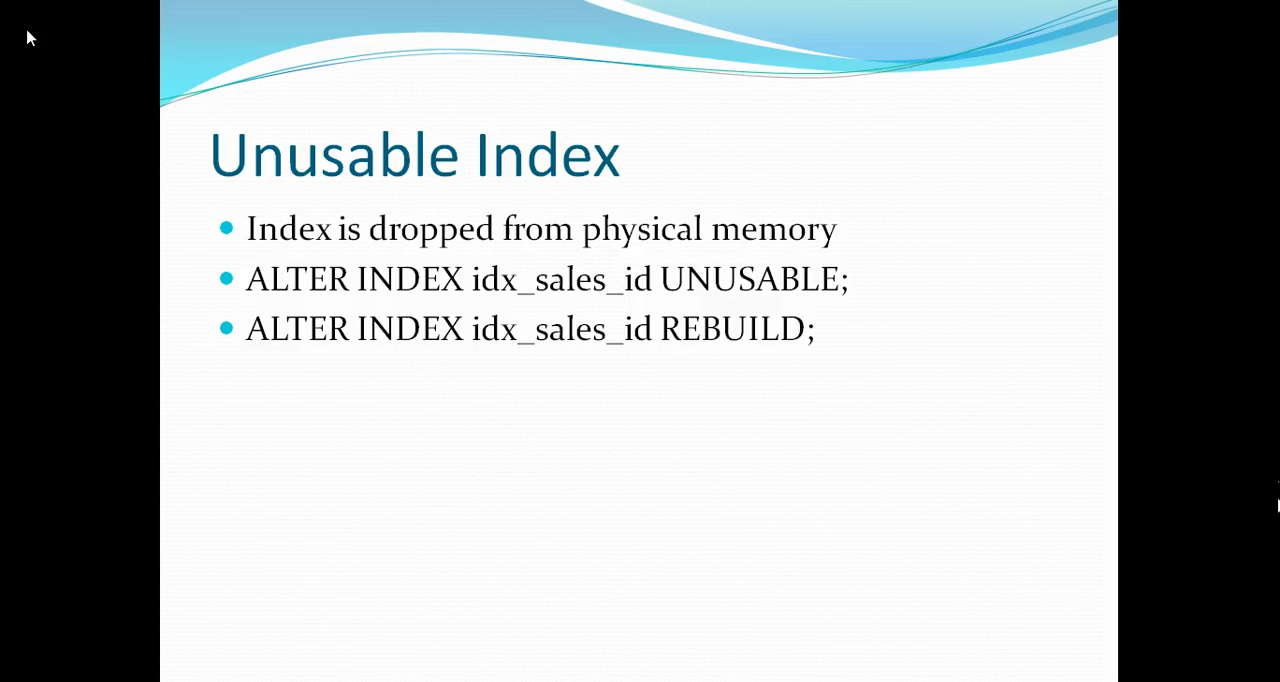 Unusable Index
Index is dropped from physical memory
ALTER INDEX idx_sales_id UNUSABLE;
ALTER INDEX idx_sales_id REBUILD;